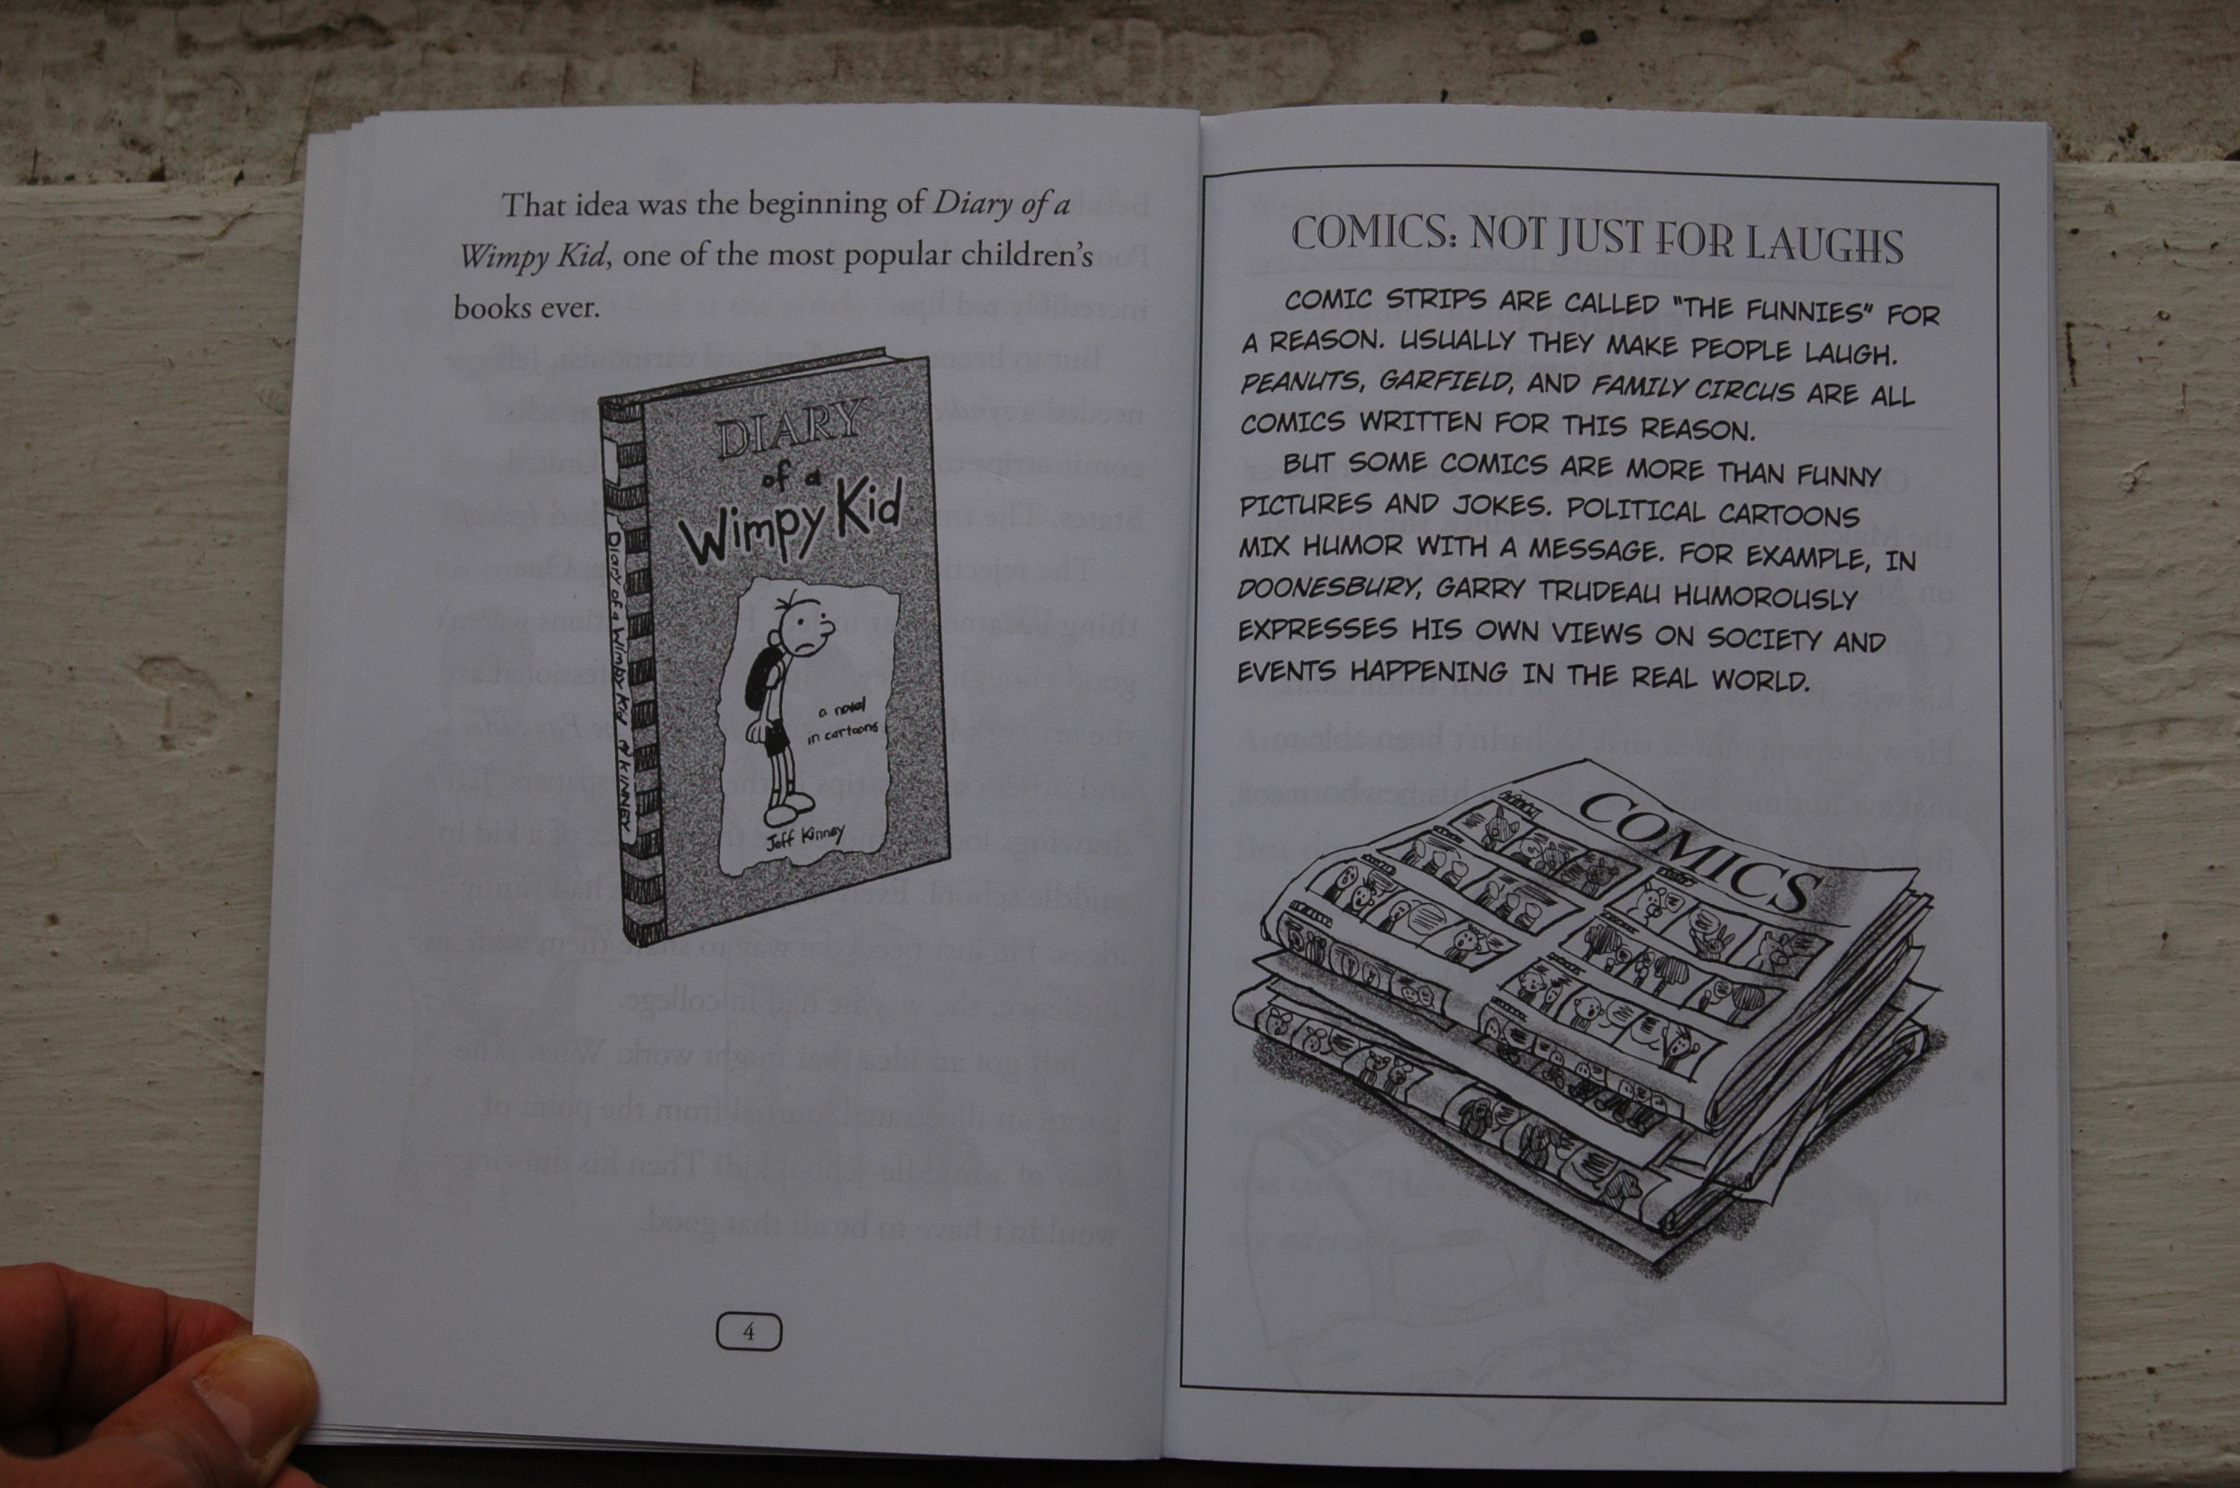 That idea was the beginning of Diary of a
Wimpy Kid, one of the most popular children's
books ever.
DIARY
of a
Wimpy Kid
a novel
in cartoons
Jeff Kinney
Diary of a Wimpy Kid KINNEY
4
COMICS: NOT JUST FOR LAUGHS
COMIC STRIPS ARE CALLED "THE FUNNIES" FOR
A REASON. USUALLY THEY MAKE PEOPLE LAUGH.
PEANUTS, GARFIELD, AND FAMILY CIRCUS ARE ALL
COMICS WRITTEN FOR THIS REASON.
BUT SOME COMICS ARE MORE THAN FUNNY
PICTURES AND JOKES. POLITICAL CARTOONS
MIX HUMOR WITH A MESSAGE. FOR EXAMPLE, IN
DOONESBURY, GARRY TRUDEAU HUMOROUSLY
EXPRESSES HIS OWN VIEWS ON SOCIETY AND
EVENTS HAPPENING IN THE REAL WORLD.
COMICS